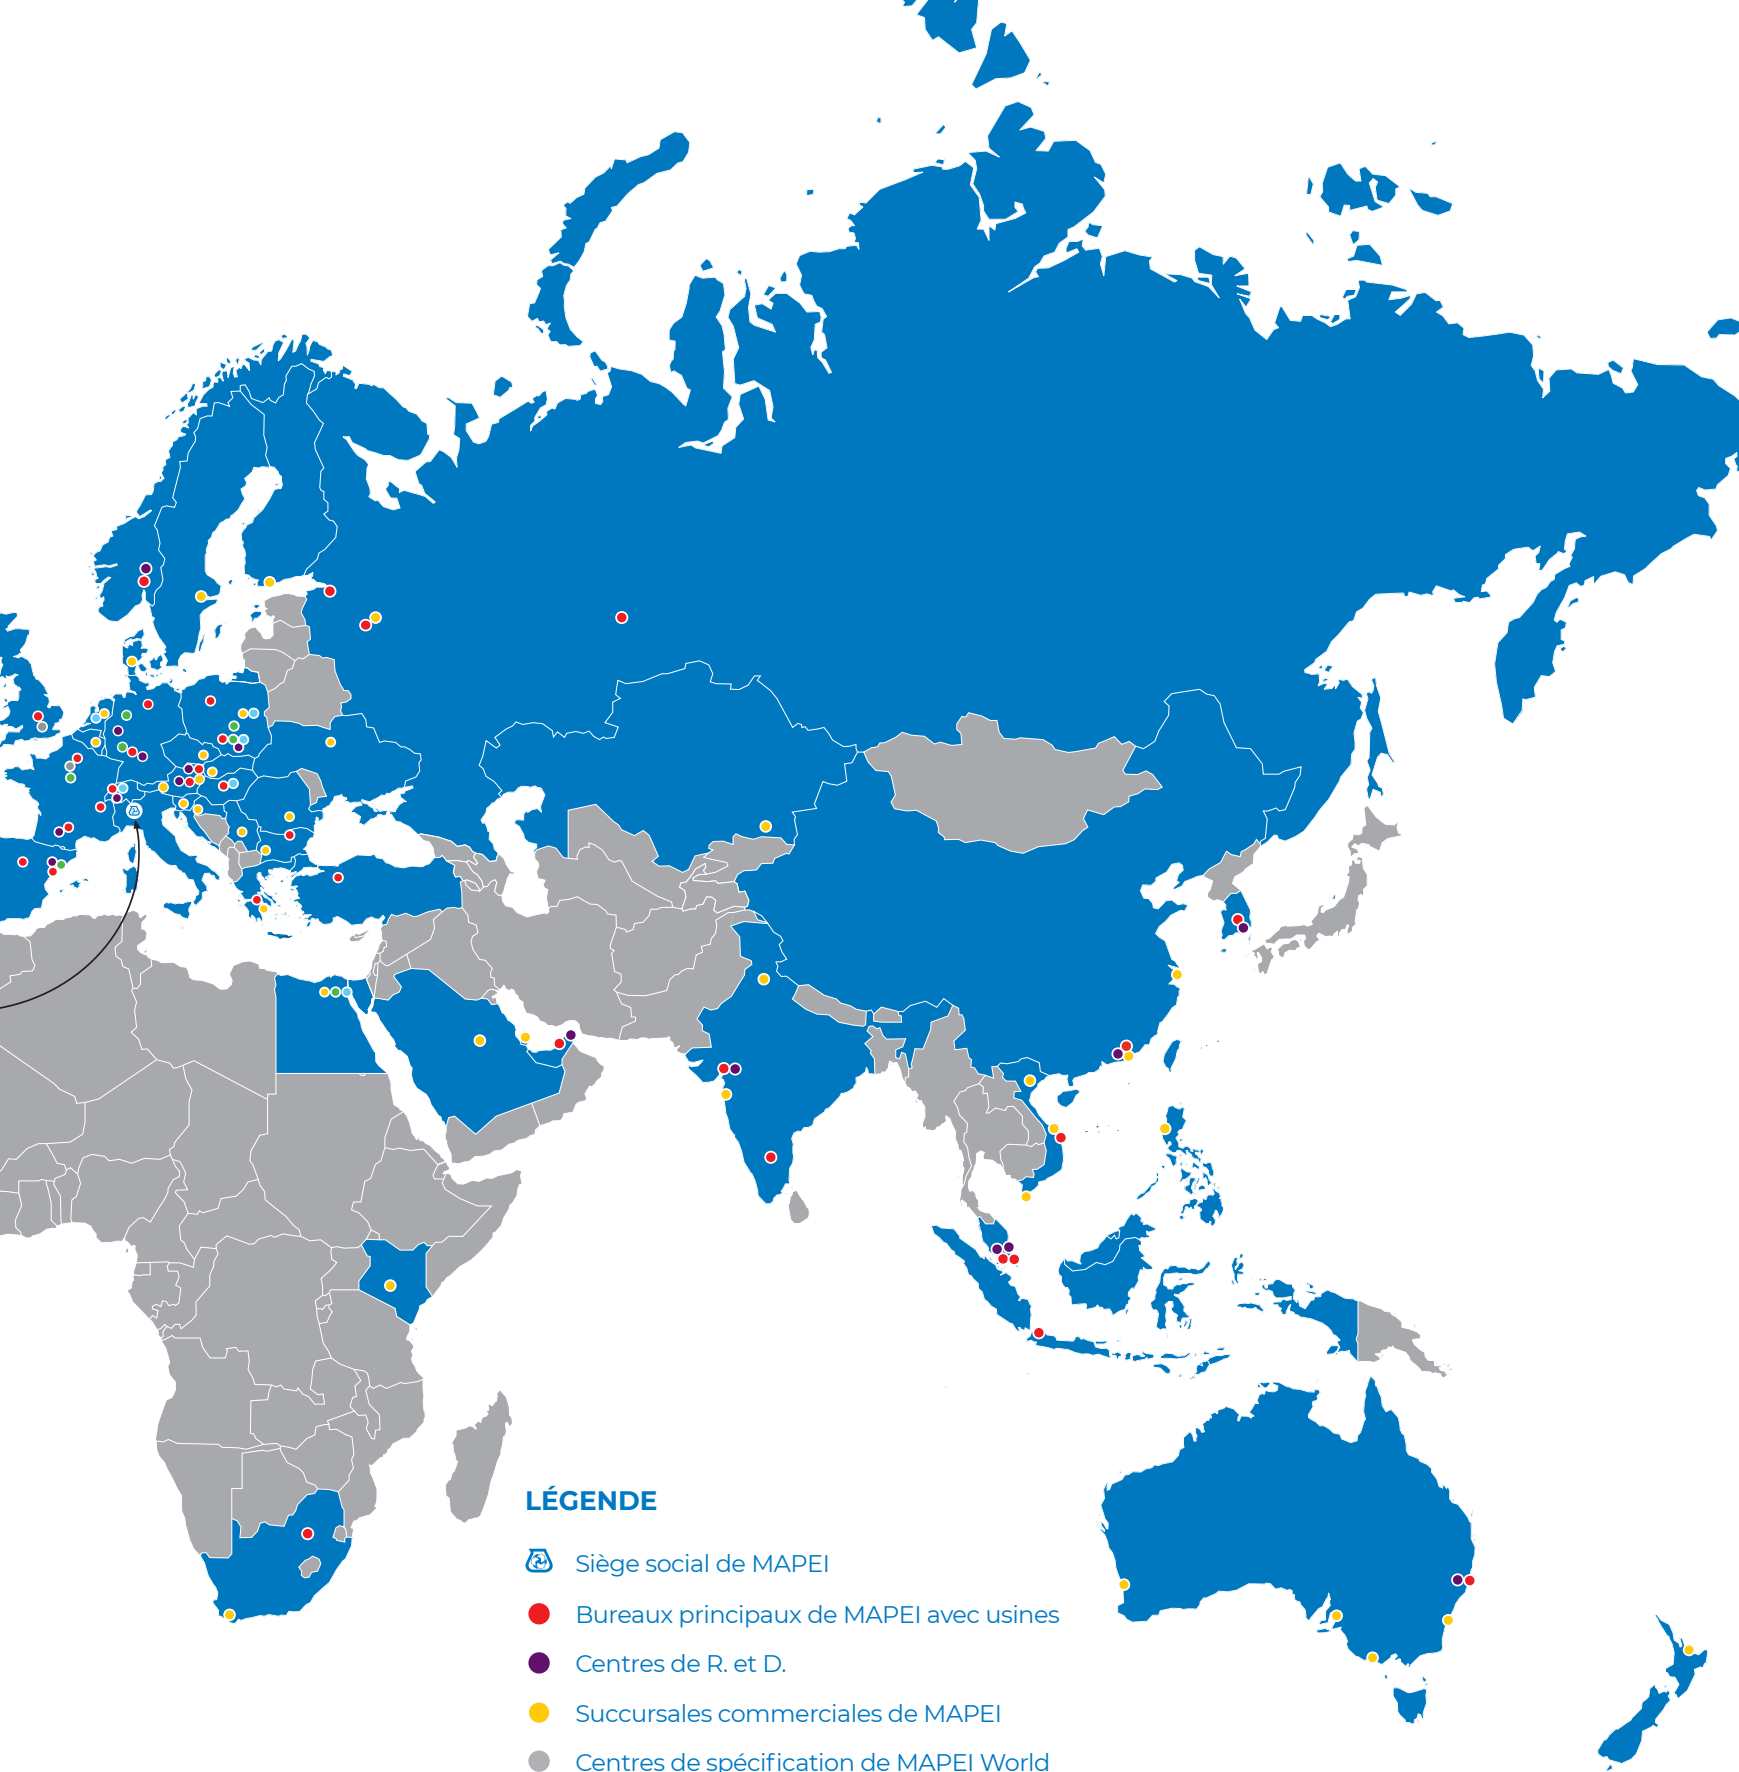 LÉGENDE
Siège social de MAPEI
Bureaux principaux de MAPEI avec usines
Centres de R. et D.
Succursales commerciales de MAPEI
Centres de spécification de MAPEI World